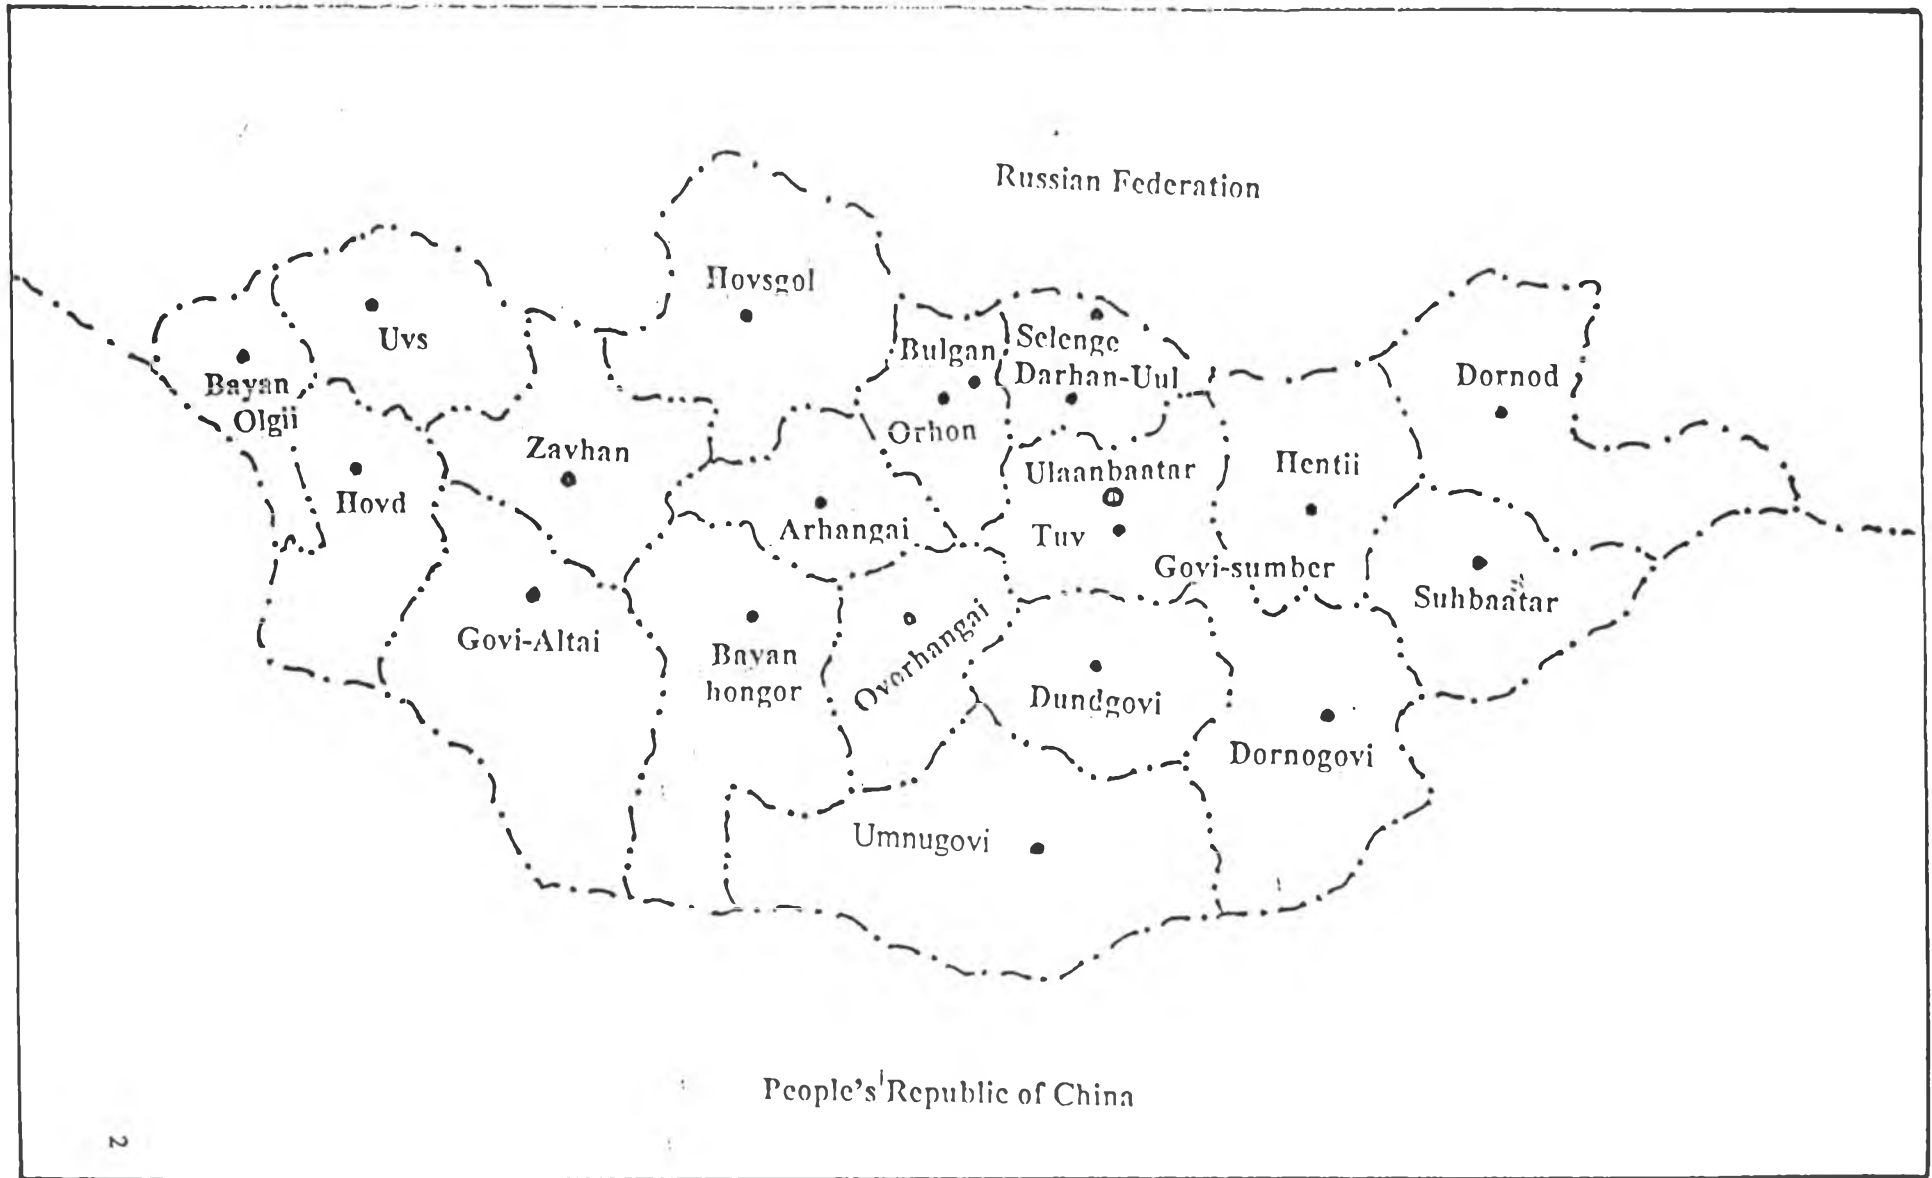 Russian Federation
Hovsgol
Uvs
Bulgan
Selenge
Darhan-Uul
Dornod
Bayan
Olgii
Orhon
Zavhan
Hovd
Ulaanbaatar
Hentii
Arhangai
Tuv
Govi-sumber
Suhbaatar
Govi-Altai
Bayan
hongor
Ovorhangai
Dundgovi
Dornogovi
Umnugovi
People's Republic of China
2